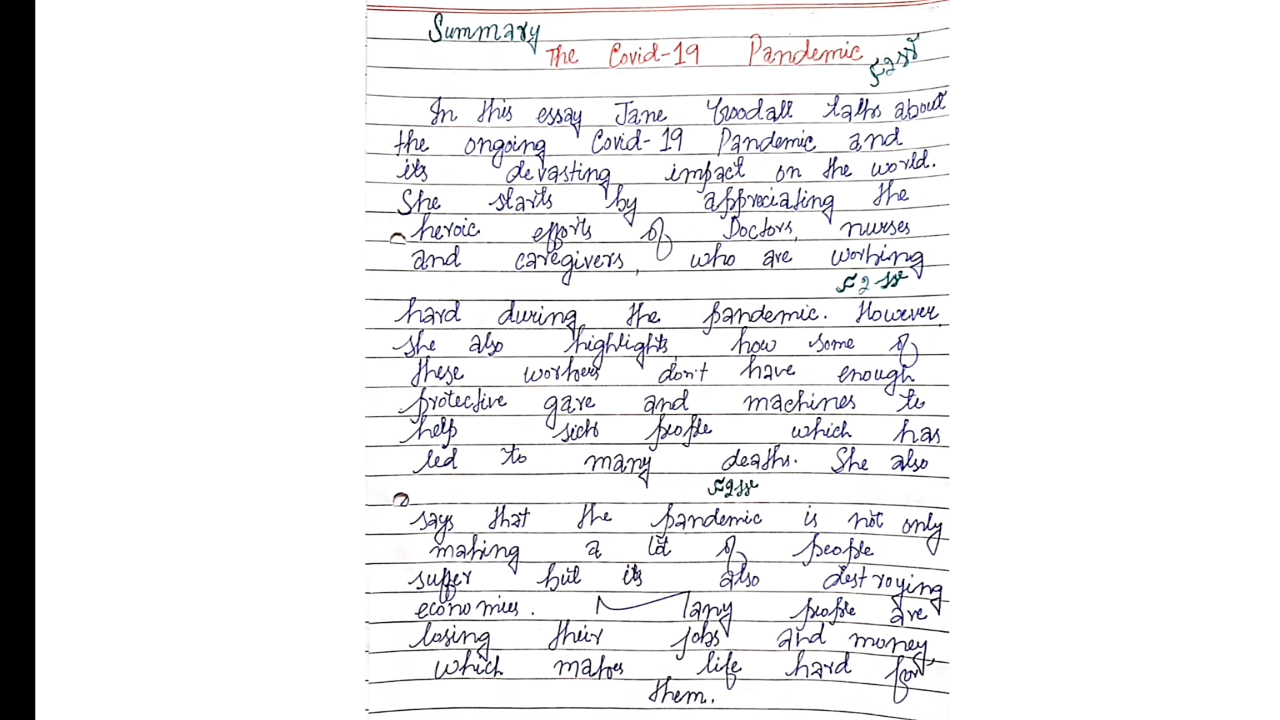 Summary
The Covid-19 Pandemic
In this essay Jane Goodall talks about
the ongoing Covid-19 Pandemic and
its devasting impact on the world.
She starts by appreciating the
heroic efforts of Doctors, nurses
and caregivers, who are working
hard during the pandemic. However,
she also highlights how some of
these workers don't have enough
protective gare and machines to
help sick people which has
led to many deaths. She also
says that the pandemic is not only
making a lot of people
suffer but its also destroying
economies. Many people are
losing their jobs and money,
which makes life hard for
them.